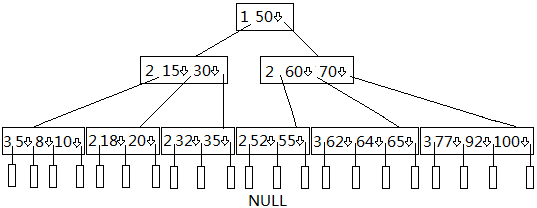 1 50⇩
2 15⇩ 30⇩ 2 60⇩ 70⇩
3 5⇩ 8⇩ 10⇩ 2 18⇩ 20⇩ 2 32⇩ 35⇩ 2 52⇩ 55⇩ 3 62⇩ 64⇩ 65⇩ 3 77⇩ 92⇩ 100⇩
NULL